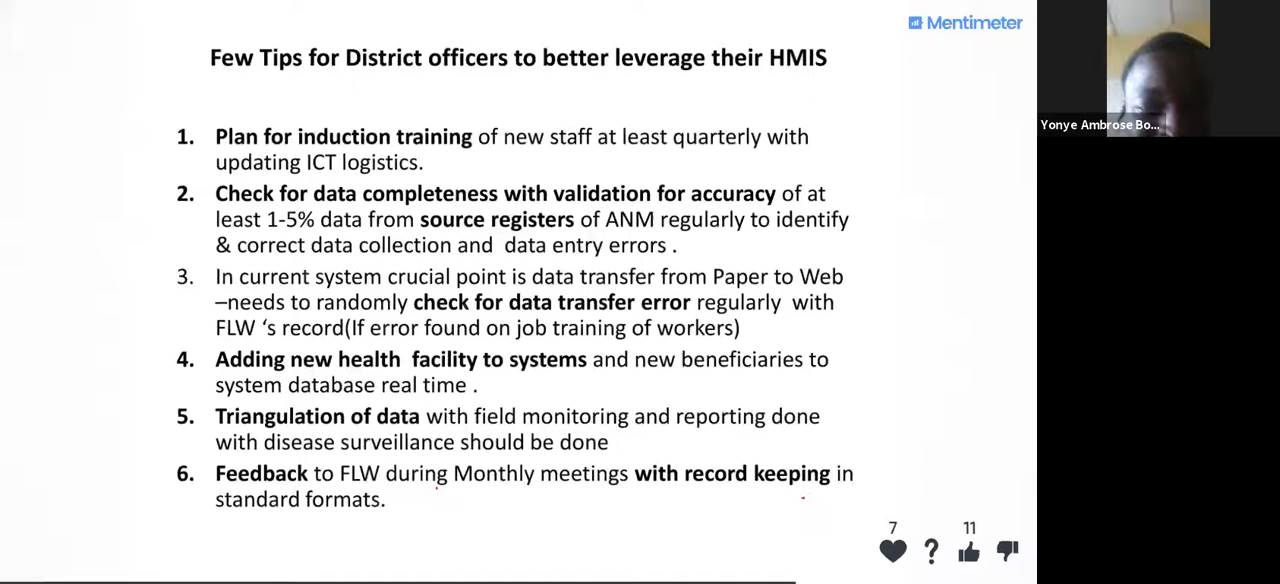 Mentimeter
Few Tips for District officers to better leverage their HMIS
1. Plan for induction training of new staff at least quarterly with
updating ICT logistics.
2. Check for data completeness with validation for accuracy of at
least 1-5% data from source registers of ANM regularly to identify
& correct data collection and data entry errors .
3. In current system crucial point is data transfer from Paper to Web
–needs to randomly check for data transfer error regularly with
FLW ‘s record(If error found on job training of workers)
4. Adding new health facility to systems and new beneficiaries to
system database real time .
5. Triangulation of data with field monitoring and reporting done
with disease surveillance should be done
6. Feedback to FLW during Monthly meetings with record keeping in
standard formats.
7 11
?
Yonye Ambrose Bo...